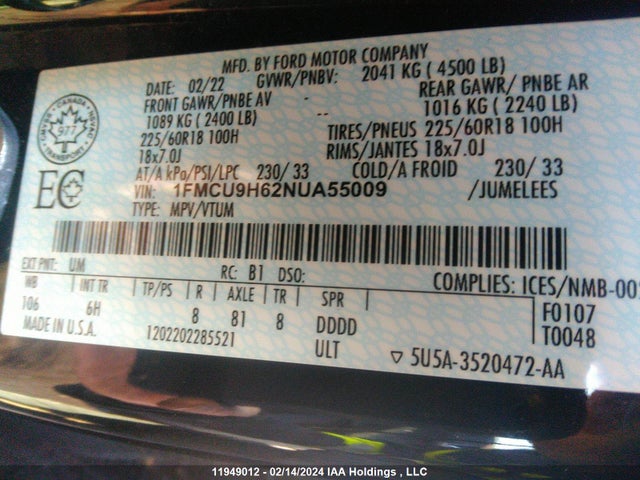 MFD. BY FORD MOTOR COMPANY
DATE: 02/22 GVWR/PNBV: 2041 KG ( 4500 LB)
FRONT GAWR/PNBE AV REAR GAWR/ PNBE AR
1089 KG ( 2400 LB) -- 1016 KG ( 2240 LB)
225/60R18 100H TIRES/PNEUS 225/60R18 100H
18x7.0J RIMS/JANTES 18x7.0J
AT/A kPa/PSI/LPC 230/ 33 COLD/A FROID 230/ 33
VIN: 1FMCU9H62NUA55009 /JUMELEES
TYPE: MPV/VTUM
CANADA
977
TRANSPORT
EC
EXT PNT: UM RC: B1 DSO: COMPLIES: ICES/NMB-00
WB INT TR TP/PS R AXLE TR SPR F0107
106 6H 8 81 8 DDDD T0048
MADE IN U.S.A. 1202202285521 ULT ▽ 5U5A-3520472-AA
11949012 - 02/14/2024 IAA Holdings , LLC